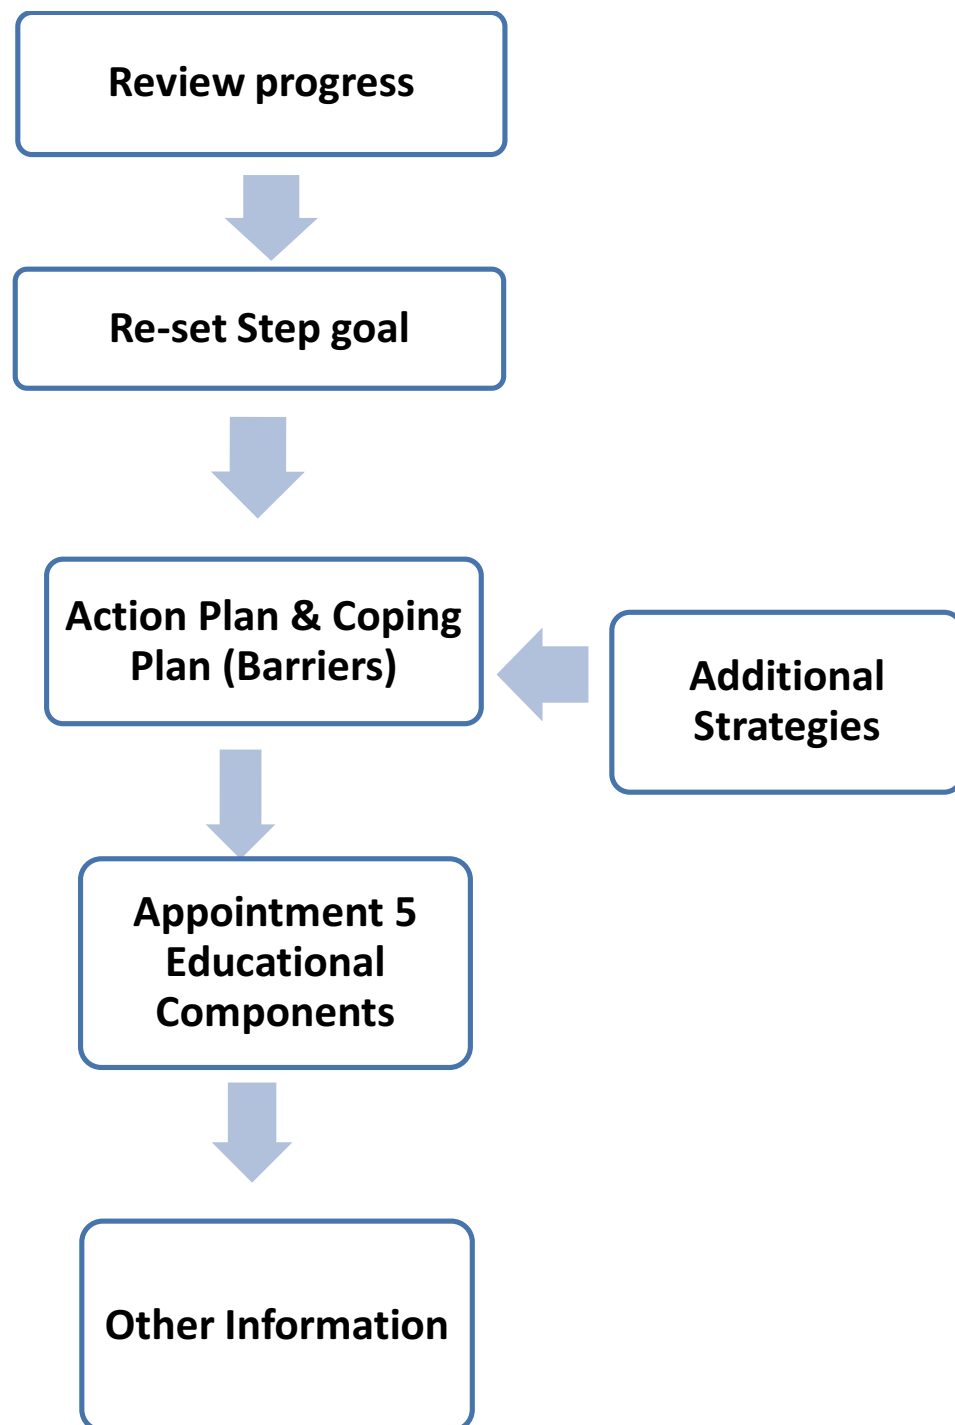 Review progress
Re-set Step goal
Action Plan & Coping
Plan (Barriers)
Additional
Strategies
Appointment 5
Educational
Components
Other Information